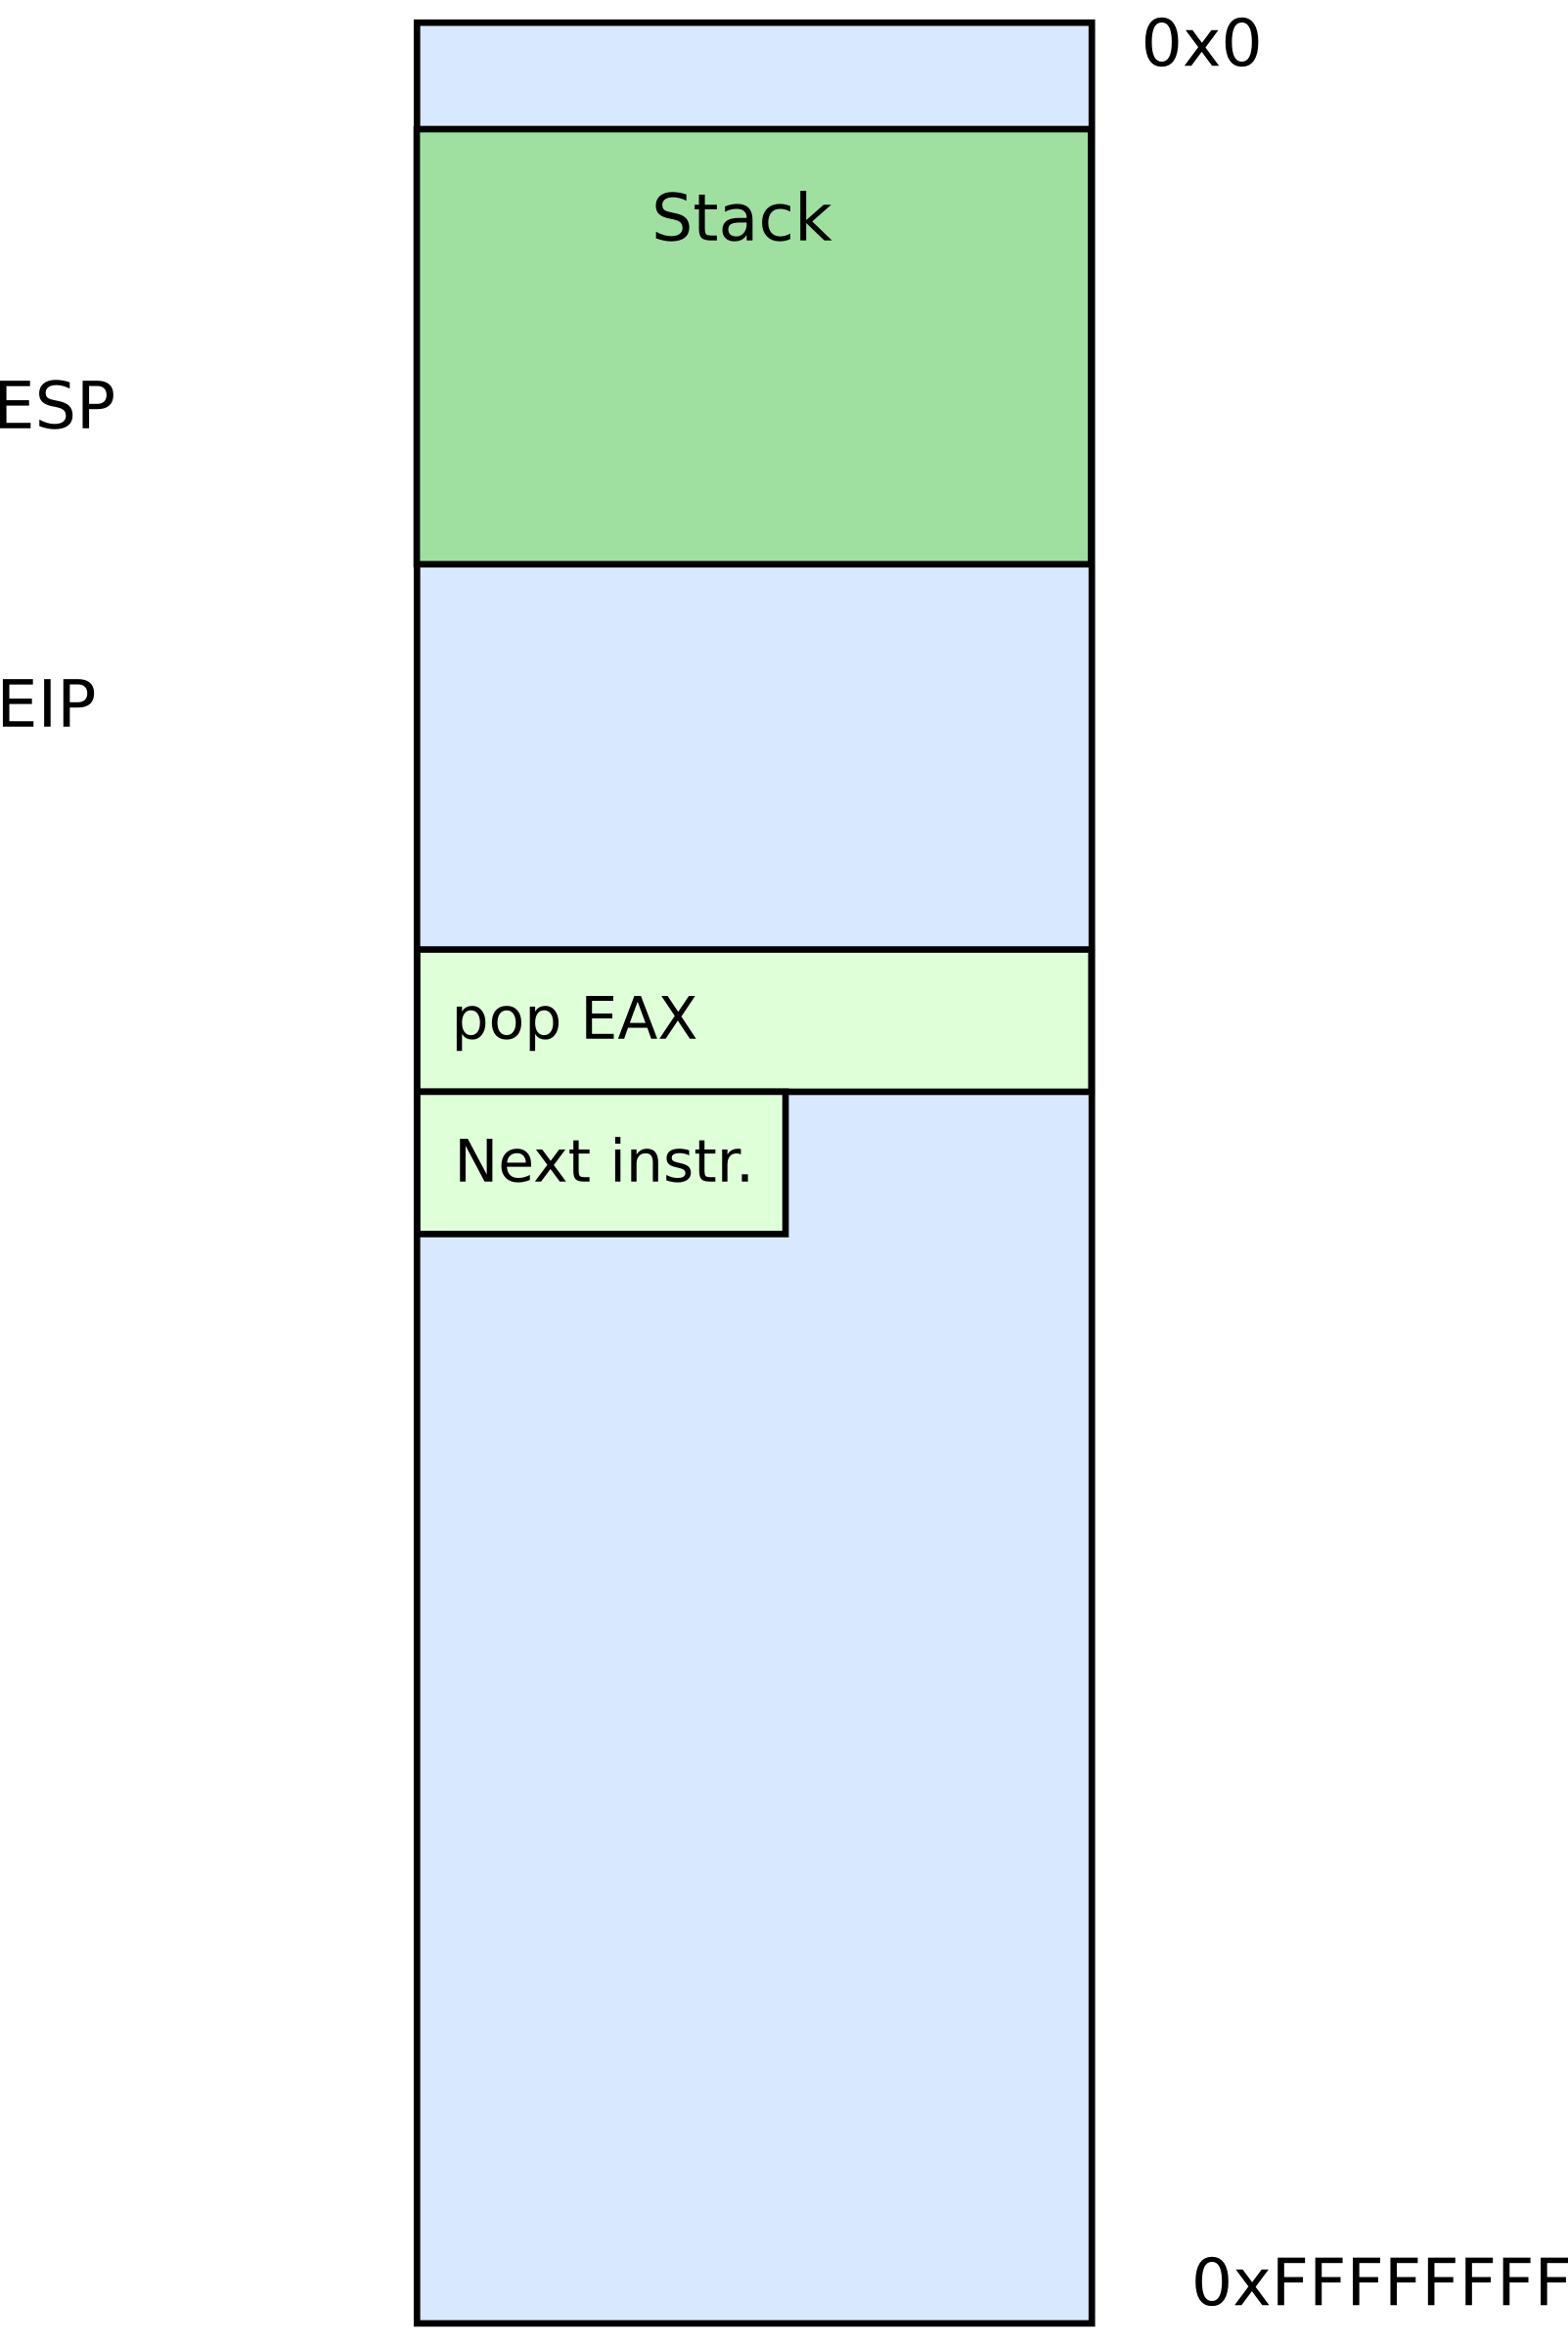 0x0
Stack
ESP
EIP
pop EAX
Next instr.
0xFFFFFFFF